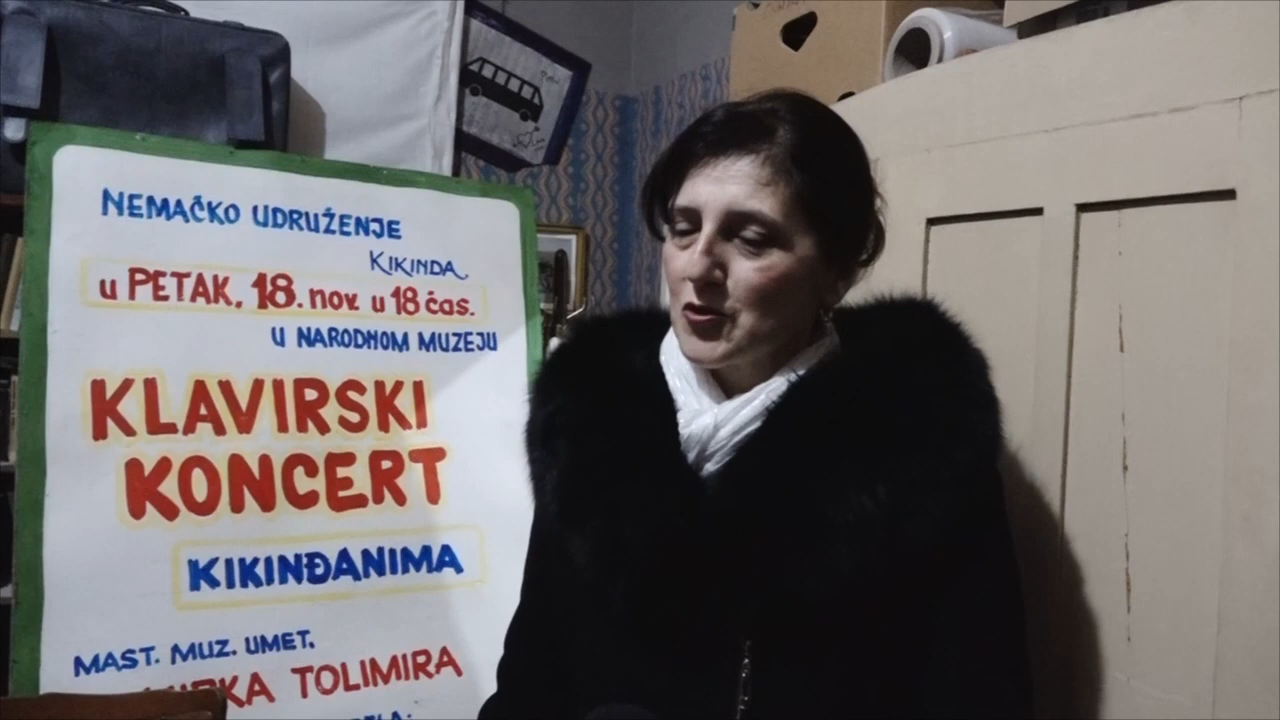 NEMAČKO UDRUŽENJE
KIKINDA
u PETAK, 18. nov. u 18 čas.
U NARODNOM MUZEJU
KLAVIRSKI
KONCERT
KIKINĐANIMA
MAST. MUZ. UMET.
TOLIMIRA